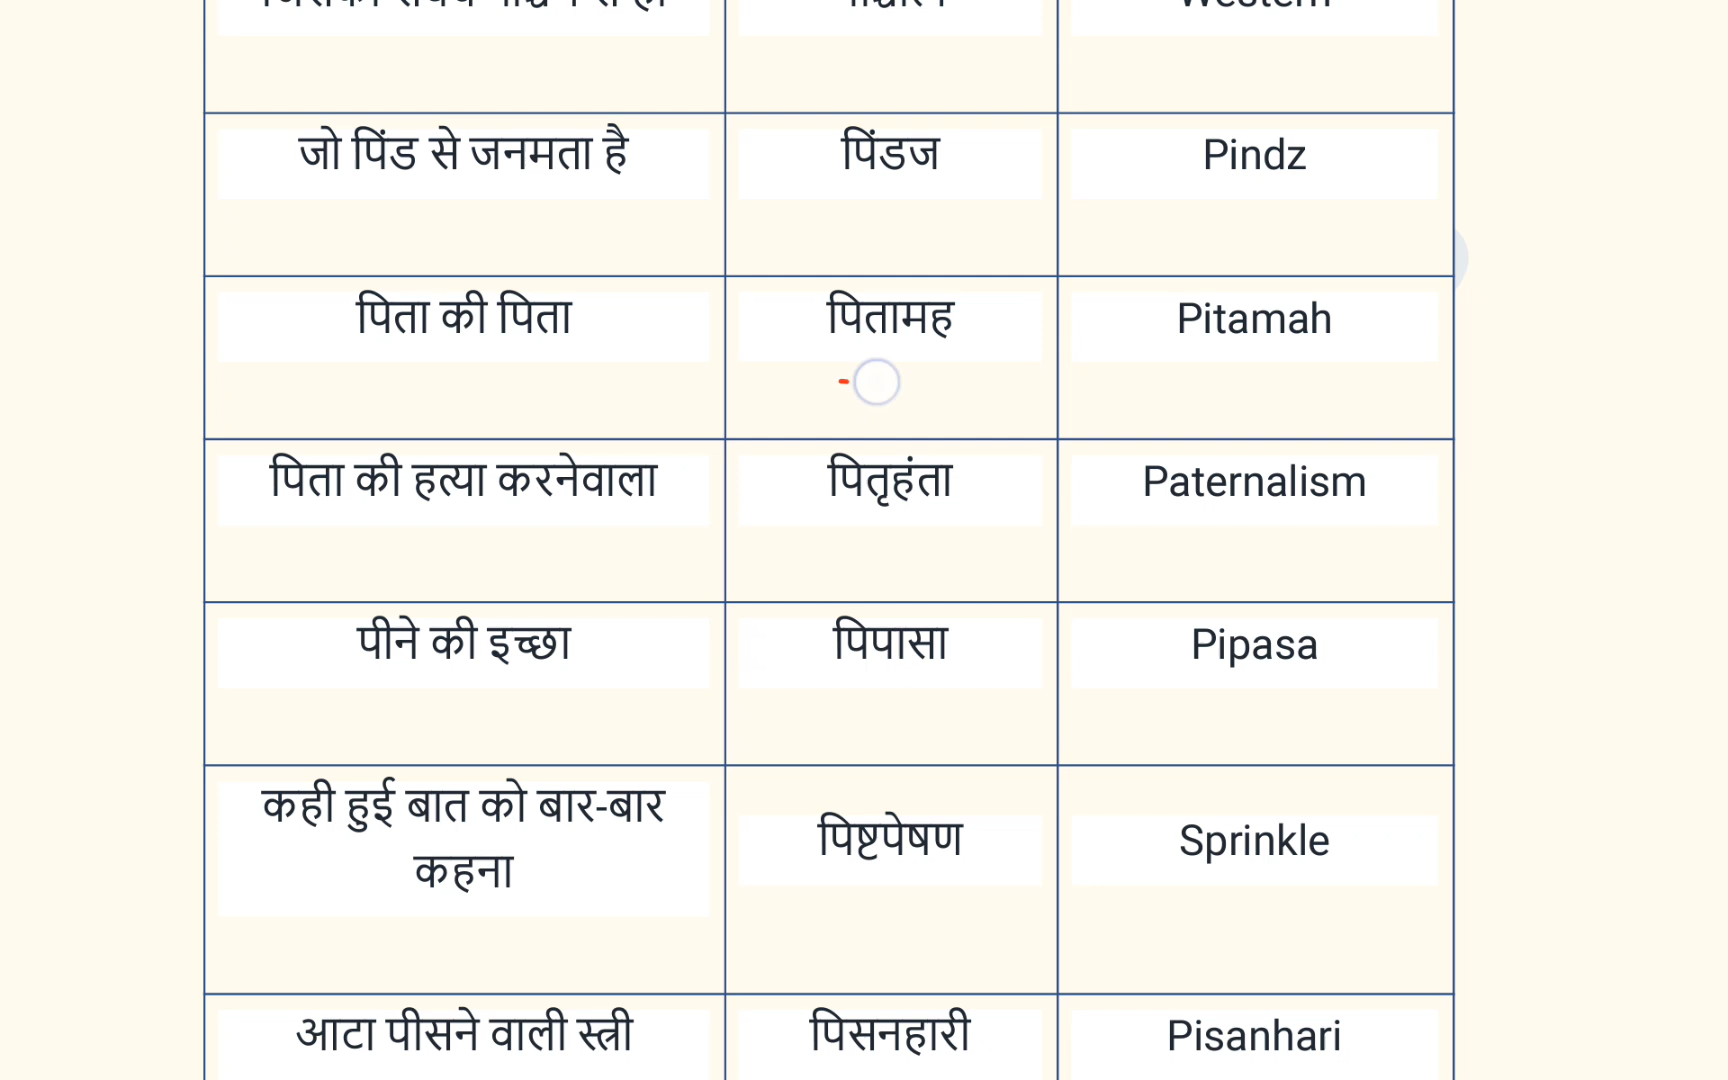 जो पिंड से जनमता है
पिंडज
Pindz
पिता की पिता
पितामह
Pitamah
पिता की हत्या करनेवाला
पितृहंता
Paternalism
पीने की इच्छा
पिपासा
Pipasa
कही हुई बात को बार-बार
कहना
पिष्टपेषण
Sprinkle
आटा पीसने वाली स्त्री
पिसनहारी
Pisanhari